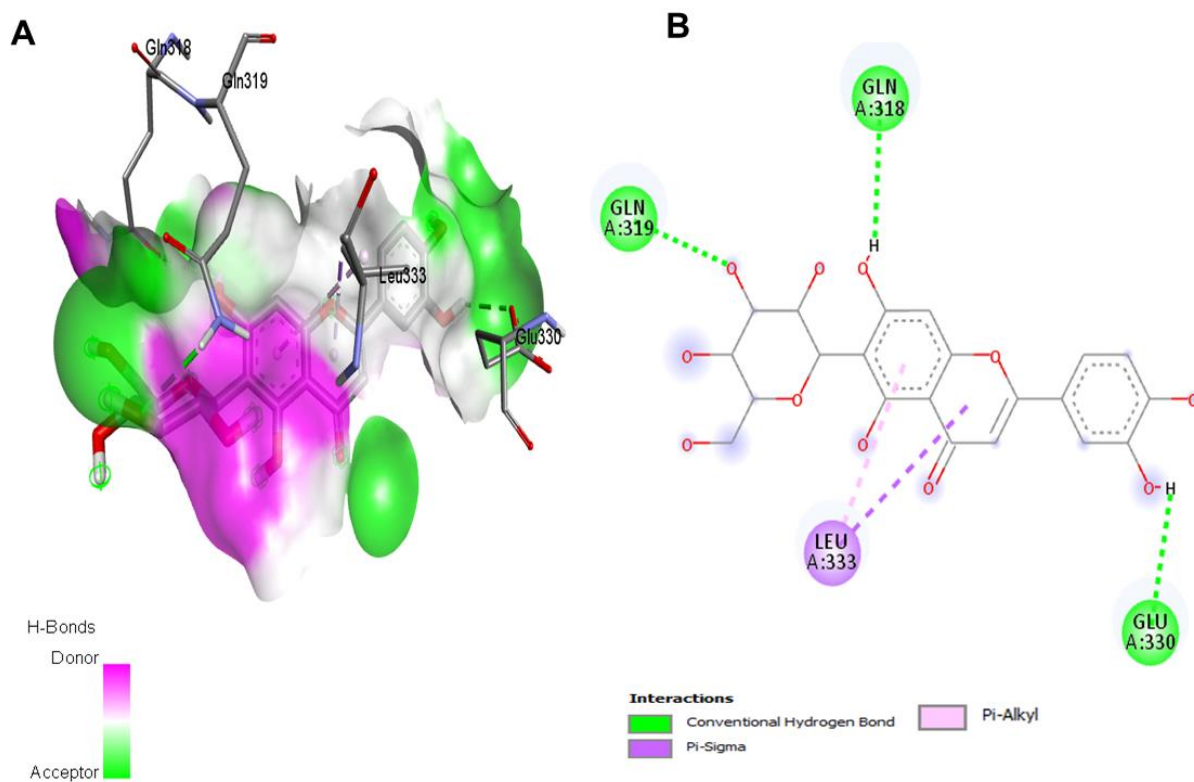 A
Gln318
Gln319
Leu333
Glu330
H-Bonds
Donor
Acceptor
B
GLN
A:318
GLN
A:319
H
O
O
O
O
O
O
O
O
O
O
O
H
O
LEU
A:333
GLU
A:330
Interactions
Conventional Hydrogen Bond
Pi-Sigma
Pi-Alkyl